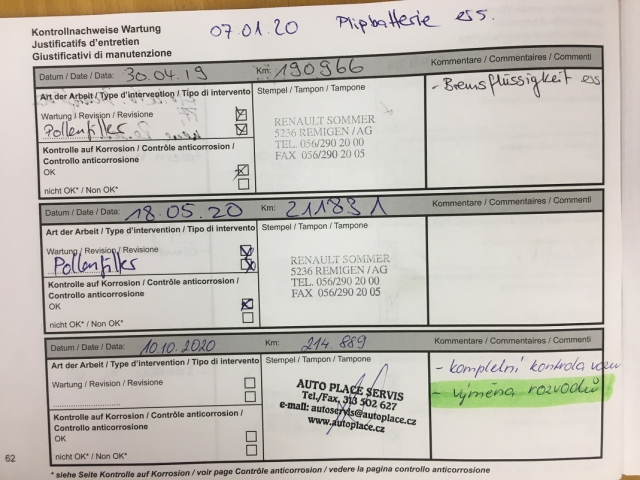 Kontrollnachweise Wartung
Justificatifs d'entretien
Giustificativi di manutenzione
07.01.20 Plipbatterie ess.
Datum / Date / Data: 30.04.19 Km: 190966 Kommentare / Commentaires / Commenti
Art der Arbeit / Type d'intervention / Tipo di intervento Stempel / Tampon / Tampone
- Bremsflüssigkeit ess
Wartung / Revision / Revisione
Pollenfilter
RENAULT SOMMER
5236 REMIGEN / AG
TEL. 056/290 20 00
FAX 056/290 20 05
Kontrolle auf Korrosion / Contrôle anticorrosion /
Controllo anticorrosione
OK
nicht OK* / Non OK*
Datum / Date / Data: 18.05.20 Km: 211831 Kommentare / Commentaires / Commenti
Art der Arbeit / Type d'intervention / Tipo di intervento Stempel / Tampon / Tampone
Wartung / Revision / Revisione
Pollenfilter
RENAULT SOMMER
5236 REMIGEN / AG
TEL. 056/290 20 00
FAX 056/290 20 05
Kontrolle auf Korrosion / Contrôle anticorrosion /
Controllo anticorrosione
OK
nicht OK* / Non OK*
Datum / Date / Data: 10.10.2020 Km: 214.889 Kommentare / Commentaires / Commenti
Art der Arbeit / Type d'intervention / Tipo di intervento Stempel / Tampon / Tampone
- kompletní kontrola vozu
- výměna rozvodů
Wartung / Revision / Revisione
AUTO PLACE SERVIS
Tel./Fax. 313 502 627
e-mail: autoservis@autoplace.cz
www.autoplace.cz
Kontrolle auf Korrosion / Contrôle anticorrosion /
Controllo anticorrosione
OK
nicht OK* / Non OK*
62
* siehe Seite Kontrolle auf Korrosion / voir page Contrôle anticorrosion / vedere la pagina controllo anticorrosione